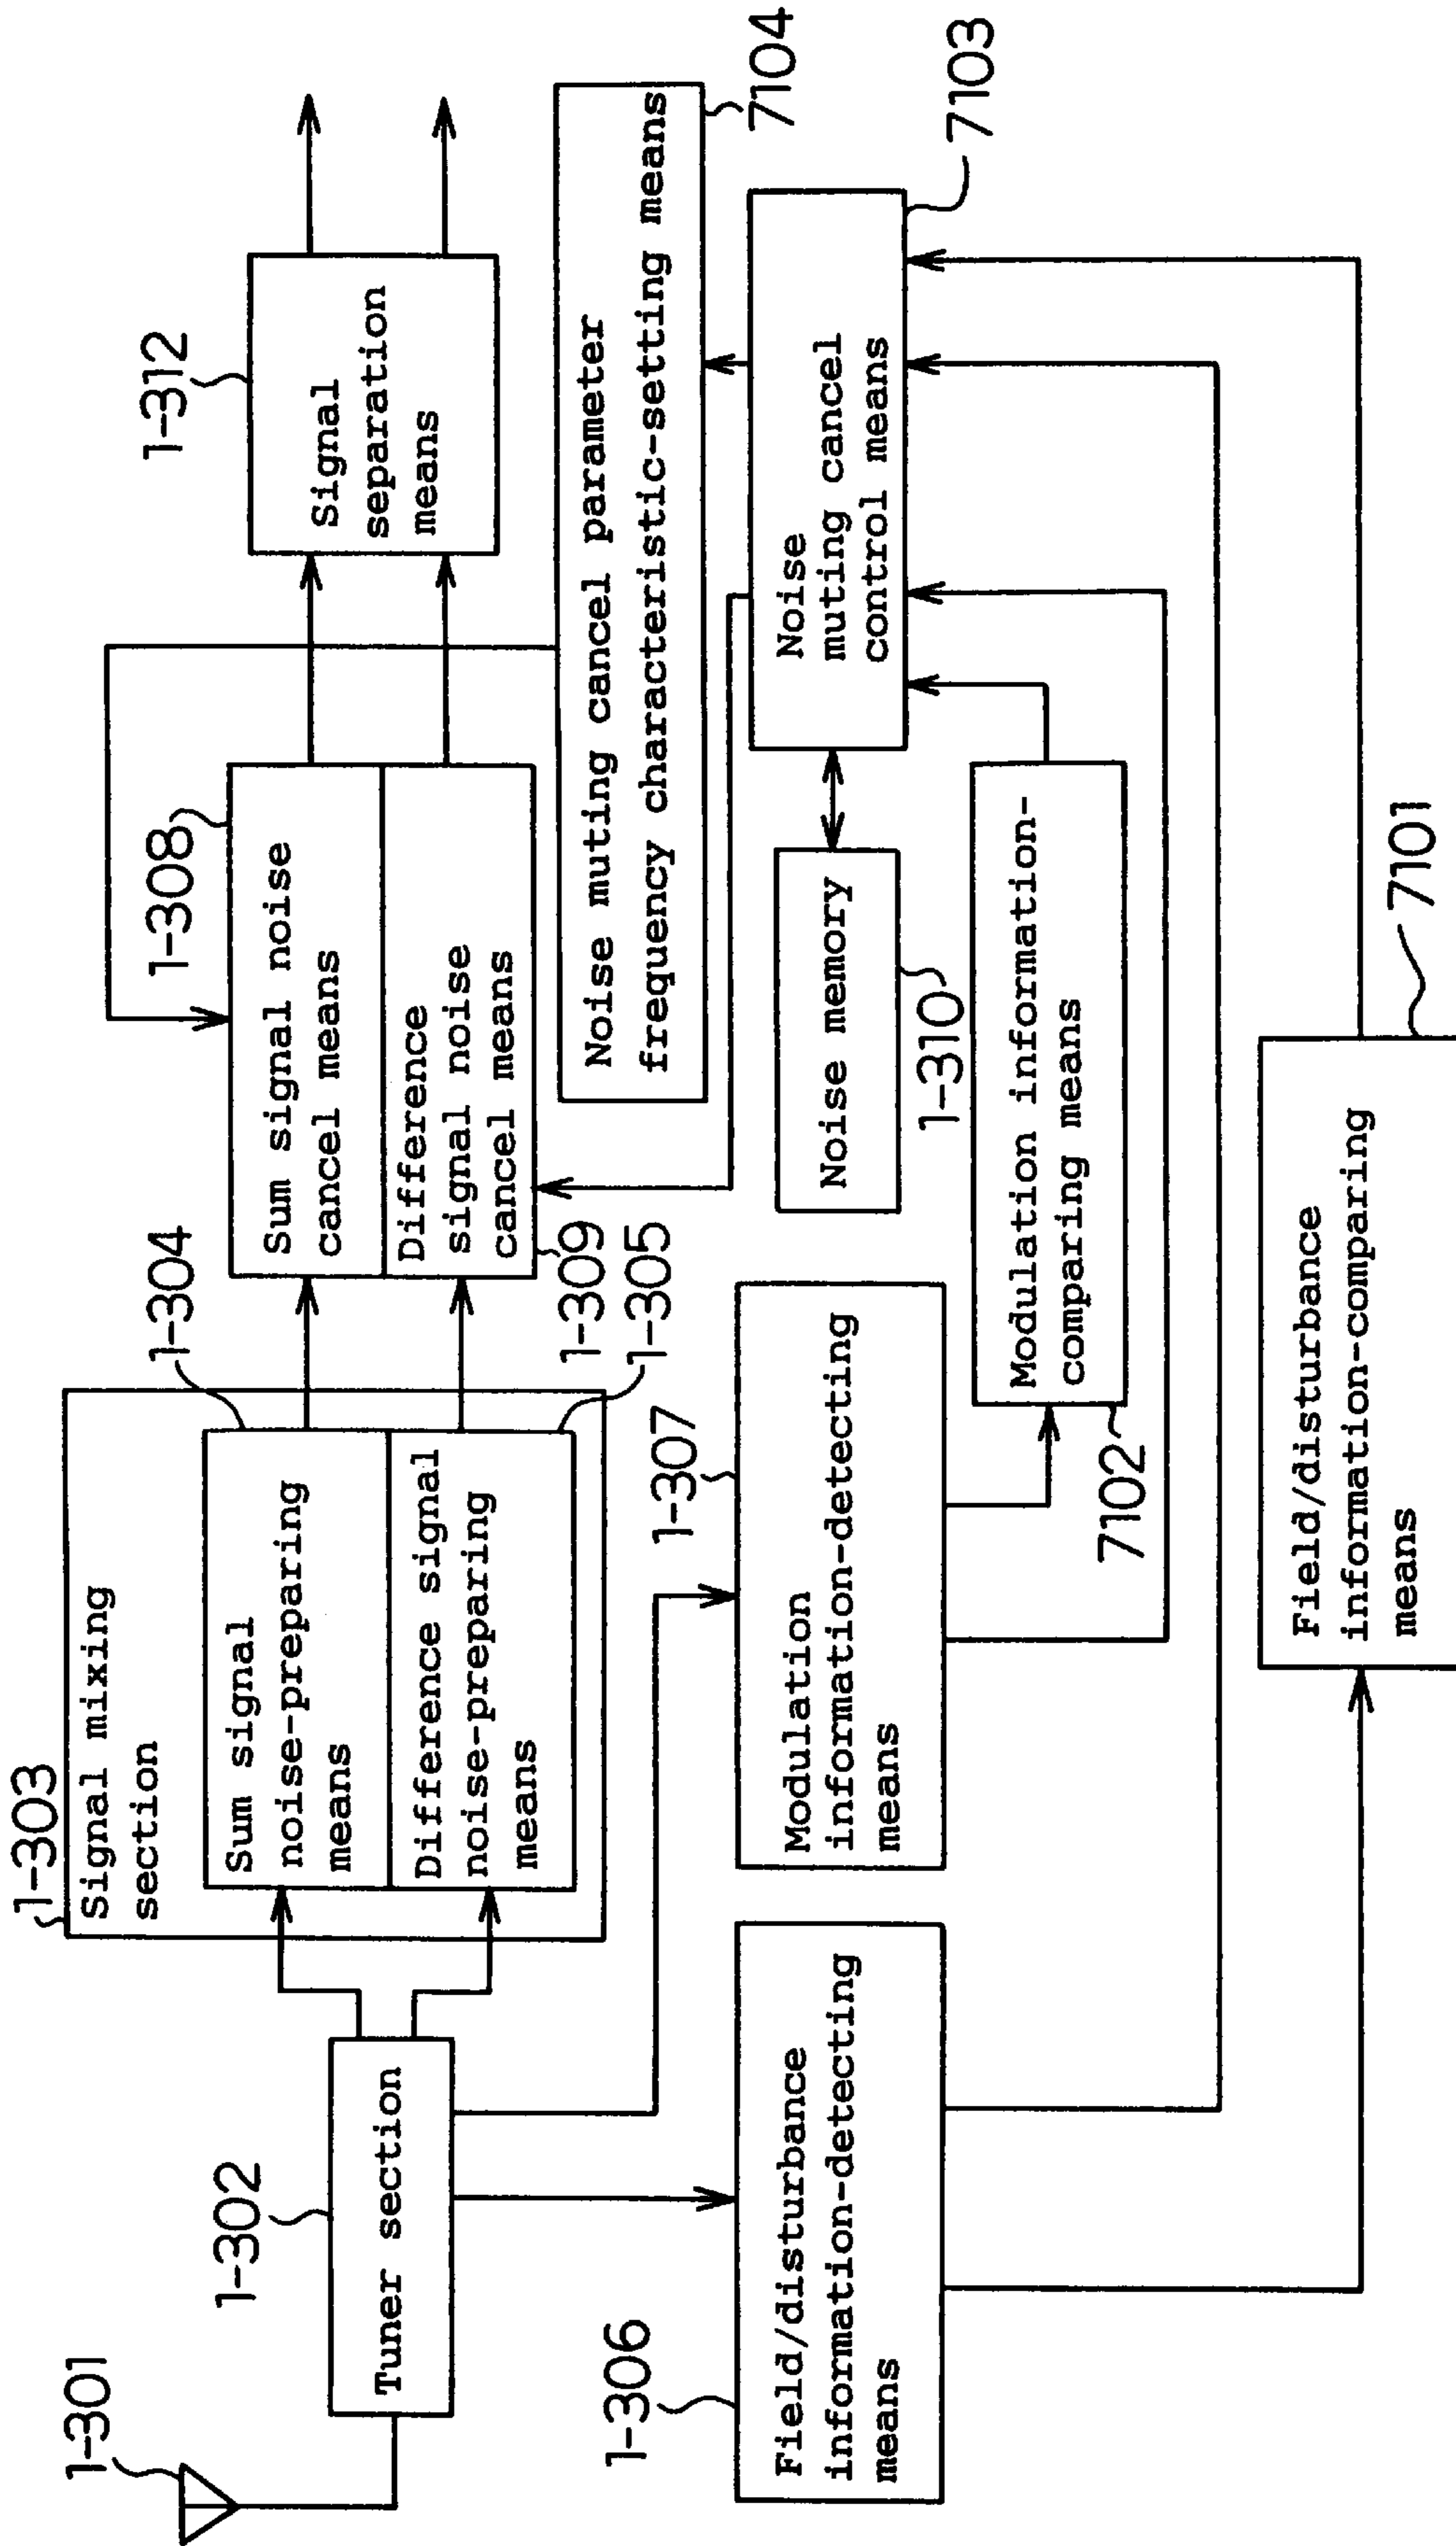 1-301
1-302
Tuner section
1-303
Signal mixing
section
Sum signal
noise-preparing
means
Difference signal
noise-preparing
means
1-304
1-305
1-308
Sum signal noise
cancel means
Difference
signal noise
cancel means
1-309
1-312
Signal
separation
means
Noise muting cancel parameter
frequency characteristic-setting means
7104
1-306
Field/disturbance
information-detecting
means
1-307
Modulation
information-detecting
means
Noise memory
1-310
Noise
muting cancel
control means
7103
Modulation information-
comparing means
7102
Field/disturbance
information-comparing
means
7101